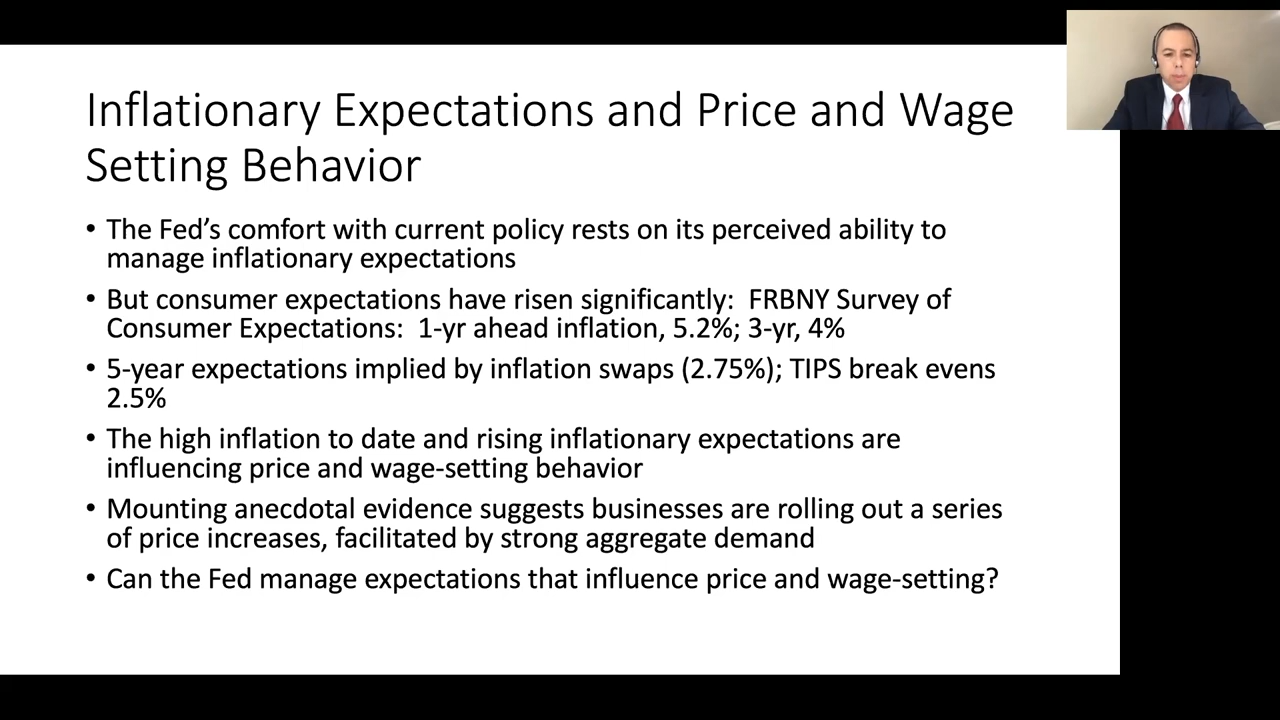 Inflationary Expectations and Price and Wage
Setting Behavior
• The Fed’s comfort with current policy rests on its perceived ability to
manage inflationary expectations
• But consumer expectations have risen significantly:  FRBNY Survey of
Consumer Expectations:  1-yr ahead inflation, 5.2%; 3-yr, 4%
• 5-year expectations implied by inflation swaps (2.75%); TIPS break evens
2.5%
• The high inflation to date and rising inflationary expectations are
influencing price and wage-setting behavior
• Mounting anecdotal evidence suggests businesses are rolling out a series
of price increases, facilitated by strong aggregate demand
• Can the Fed manage expectations that influence price and wage-setting?